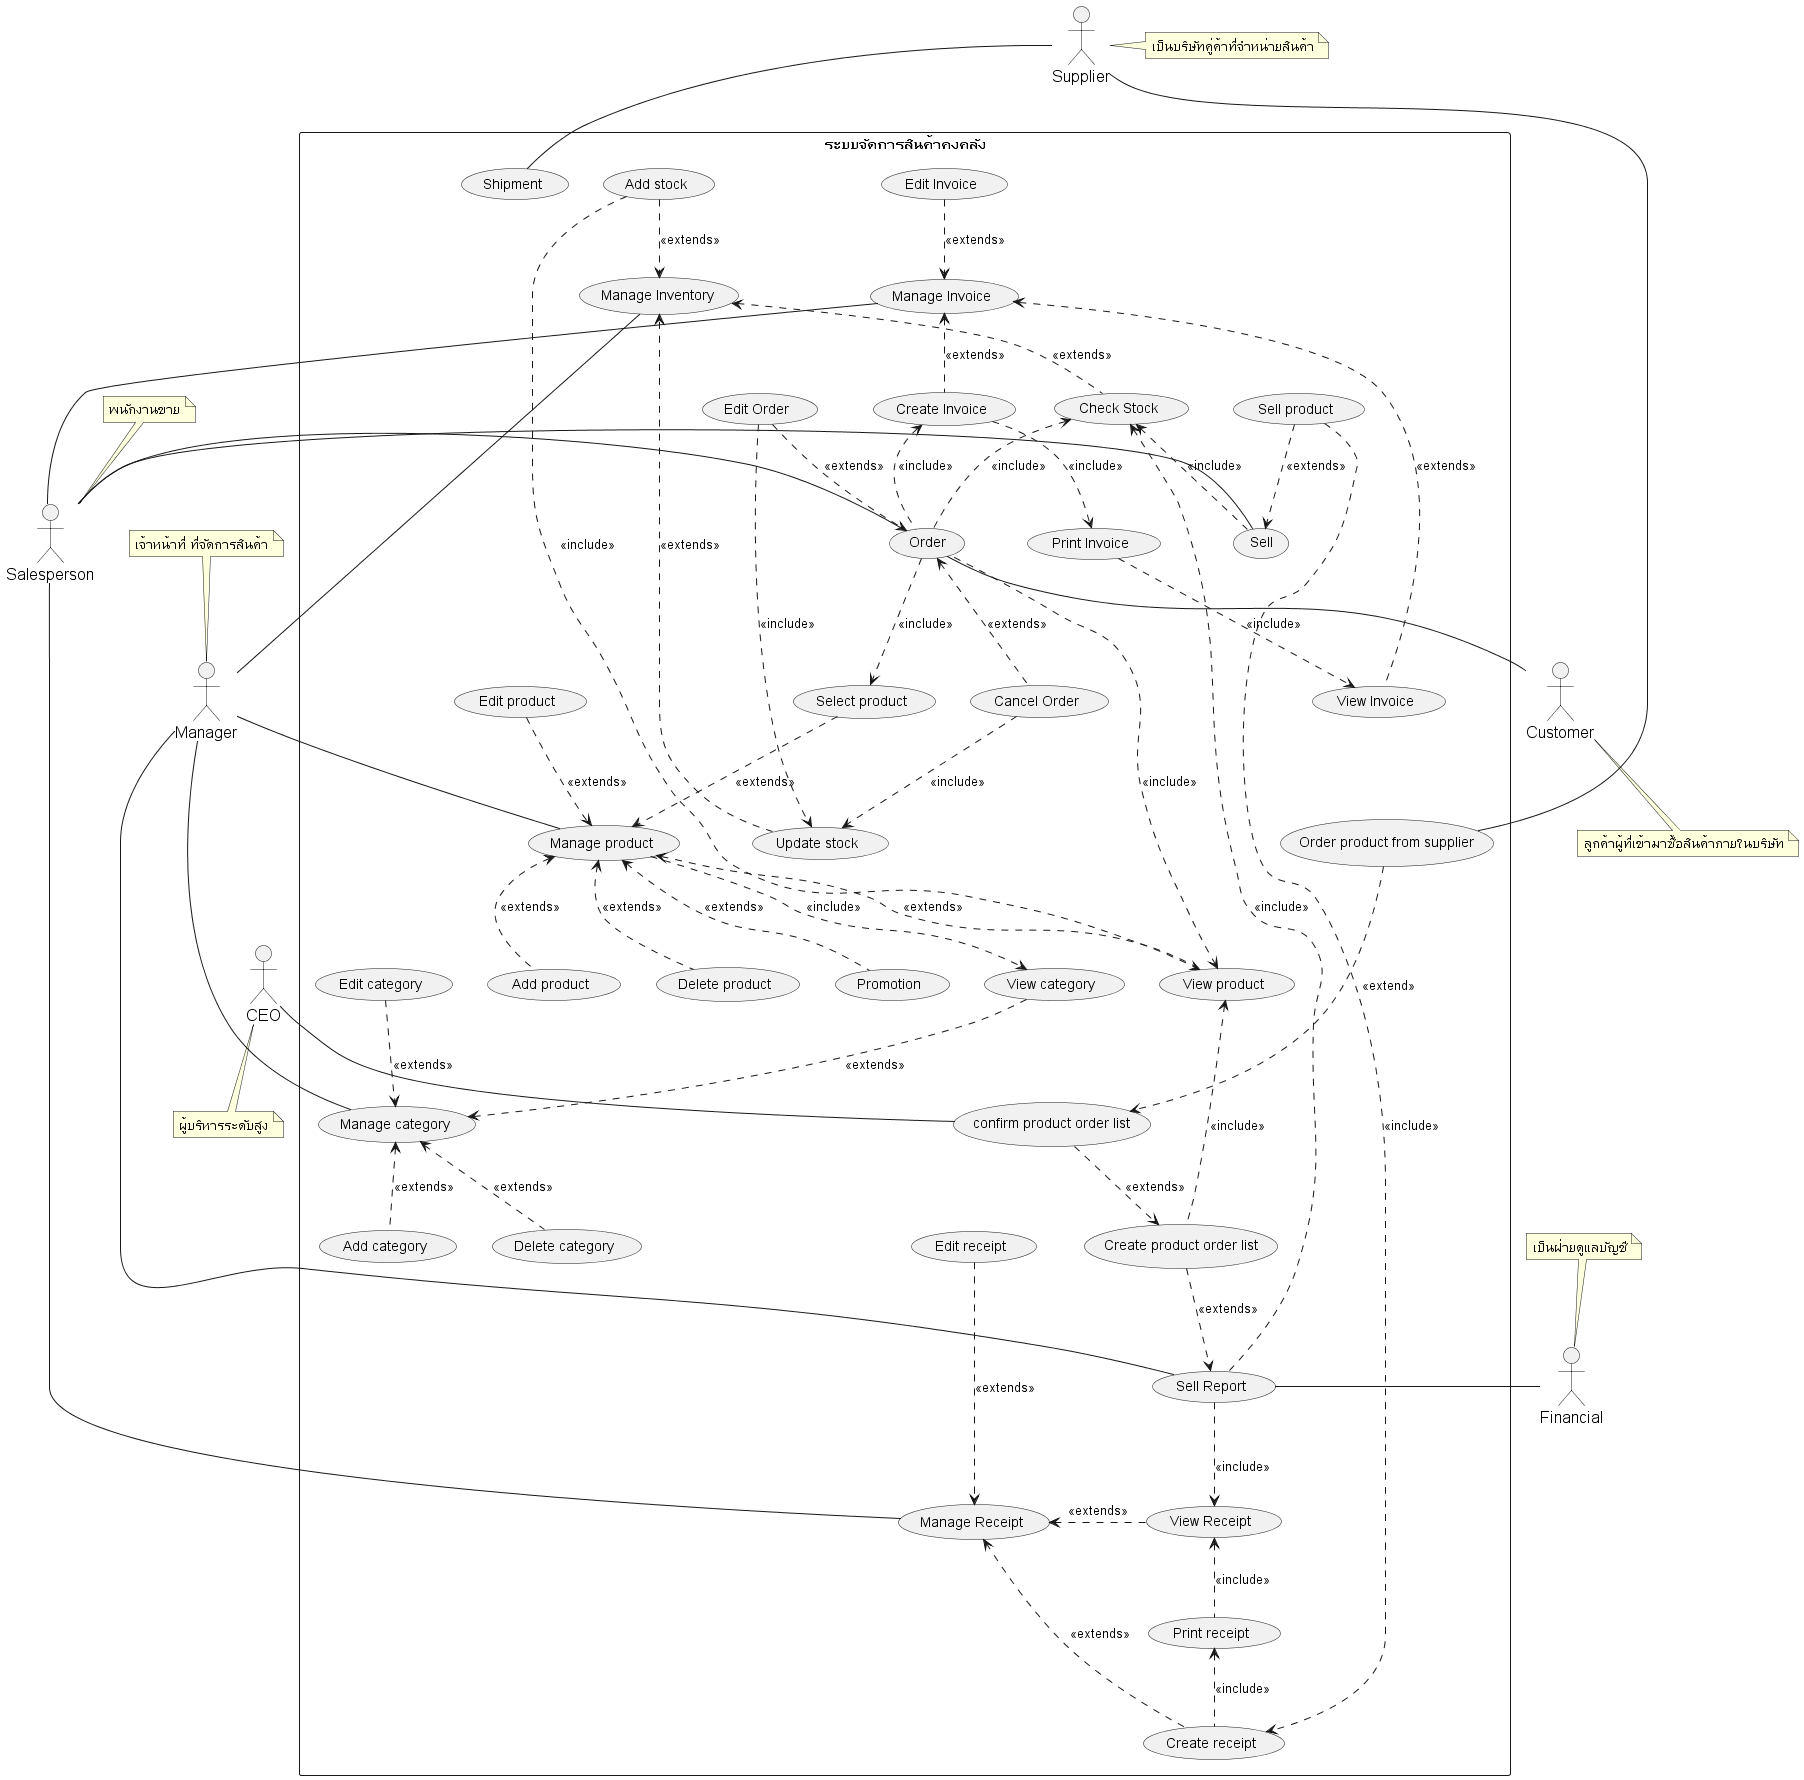 Supplier
เป็นบริษัทคู่ค้าที่จำหน่ายสินค้า
ระบบจัดการสินค้าคงคลัง
Shipment
Add stock
Edit Invoice
«extends»
«extends»
Manage Inventory
Manage Invoice
«extends»
«extends»
พนักงานขาย
Edit Order
Create Invoice
Check Stock
Sell product
«extends»
«include»
«include»
«include»
«include»
«extends»
«extends»
Salesperson
เจ้าหน้าที่ ที่จัดการสินค้า
«include»
«extends»
Order
Print Invoice
Sell
«include»
«include»
«extends»
«include»
Manager
Edit product
Select product
Cancel Order
View Invoice
Customer
«extends»
«extends»
«include»
«include»
Manage product
Update stock
Order product from supplier
ลูกค้าผู้ที่เข้ามาซื้อสินค้าภายในบริษัท
«extends»
«extends»
«extends»
«include»
«extends»
«include»
CEO
Edit category
Add product
Delete product
Promotion
View category
View product
«extend»
«extends»
«extends»
ผู้บริหารระดับสูง
Manage category
confirm product order list
«include»
«include»
«extends»
«extends»
«extends»
Add category
Delete category
Edit receipt
Create product order list
เป็นฝ่ายดูแลบัญชี
«extends»
«extends»
Sell Report
Financial
«include»
«extends»
Manage Receipt
View Receipt
«include»
«extends»
Print receipt
«include»
Create receipt